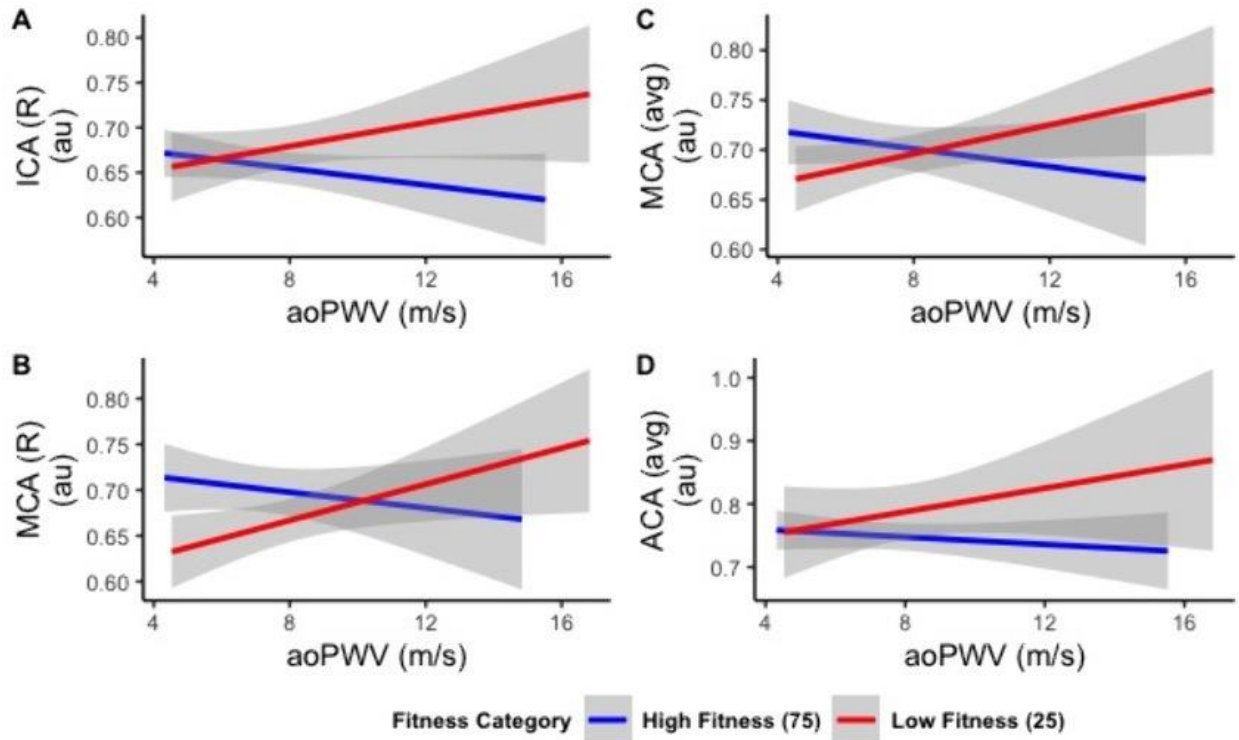 A
ICA (R)
(au)
0.80
0.75
0.70
0.65
0.60
4 8 12 16
aoPWV (m/s)
C
MCA (avg)
(au)
0.80
0.75
0.70
0.65
0.60
4 8 12 16
aoPWV (m/s)
B
MCA (R)
(au)
0.80
0.75
0.70
0.65
0.60
4 8 12 16
aoPWV (m/s)
D
ACA (avg)
(au)
1.0
0.9
0.8
0.7
4 8 12 16
aoPWV (m/s)
Fitness Category High Fitness (75) Low Fitness (25)